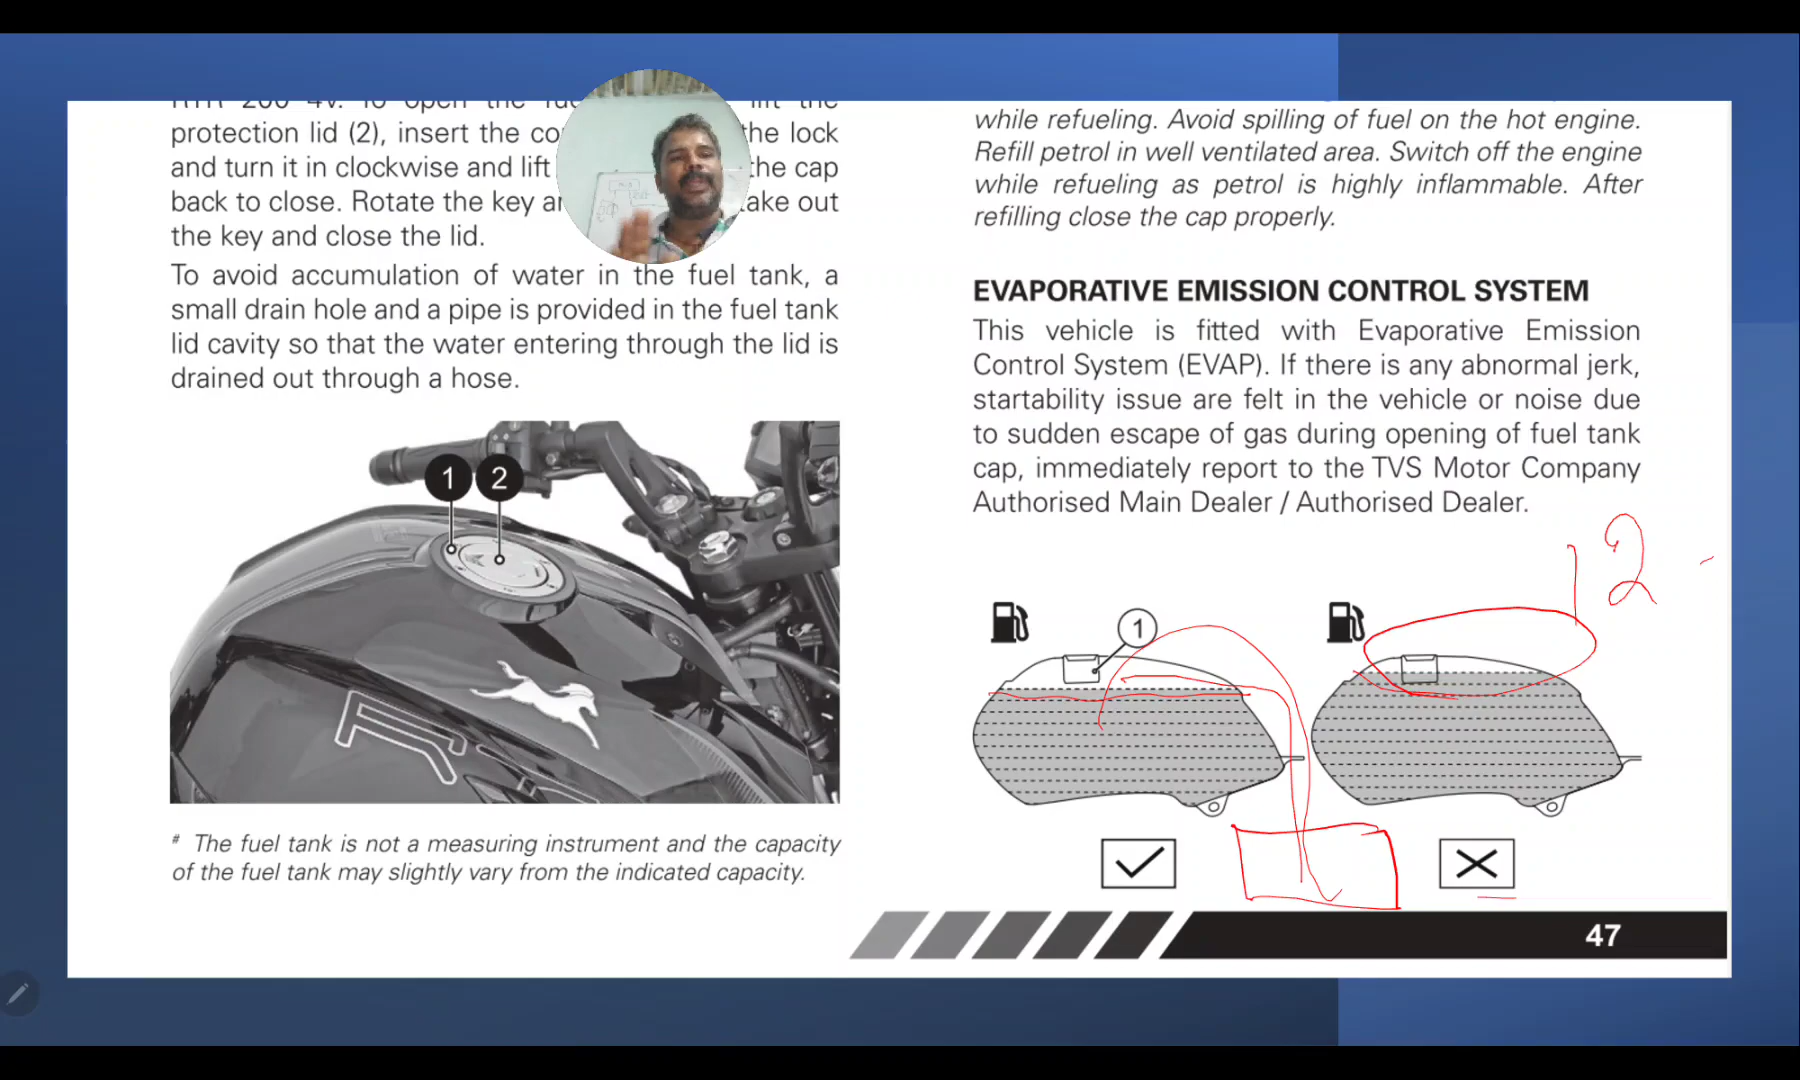 RTR 200 4V. To open the lift the
protection lid (2), insert the the lock
and turn it in clockwise and lift the cap
back to close. Rotate the key take out
the key and close the lid.
To avoid accumulation of water in the fuel tank, a
small drain hole and a pipe is provided in the fuel tank
lid cavity so that the water entering through the lid is
drained out through a hose.
1 2
# The fuel tank is not a measuring instrument and the capacity
of the fuel tank may slightly vary from the indicated capacity.
while refueling. Avoid spilling of fuel on the hot engine.
Refill petrol in well ventilated area. Switch off the engine
while refueling as petrol is highly inflammable. After
refilling close the cap properly.
EVAPORATIVE EMISSION CONTROL SYSTEM
This vehicle is fitted with Evaporative Emission
Control System (EVAP). If there is any abnormal jerk,
startability issue are felt in the vehicle or noise due
to sudden escape of gas during opening of fuel tank
cap, immediately report to the TVS Motor Company
Authorised Main Dealer / Authorised Dealer.
12
1
47